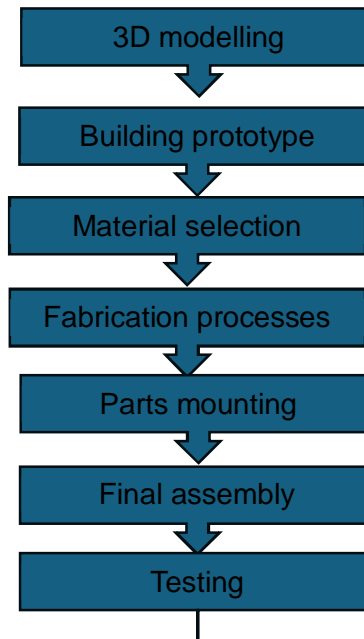 3D modelling
Building prototype
Material selection
Fabrication processes
Parts mounting
Final assembly
Testing